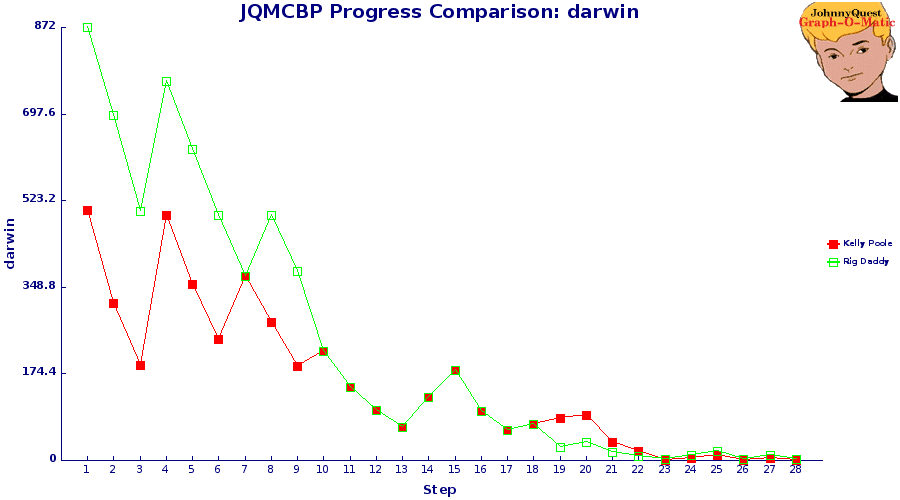 JQMCBP Progress Comparison: darwin
JohnnyQuest
Graph-O-Matic
872
697.6
523.2
348.8
174.4
0
darwin
Kelly Poole
Rig Daddy
1 2 3 4 5 6 7 8 9 10 11 12 13 14 15 16 17 18 19 20 21 22 23 24 25 26 27 28
Step